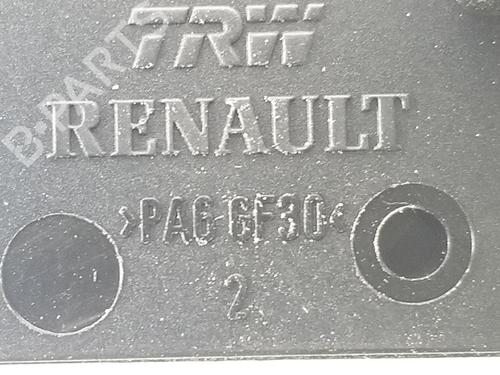 TRW
RENAULT
>PA6-GF30<
2
B-PARTS